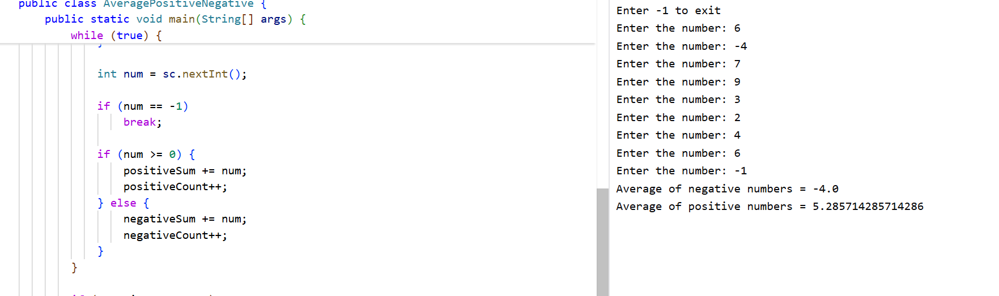 public class AveragePositiveNegative {
public static void main(String[] args) {
while (true) {
}
int num = sc.nextInt();
if (num == -1)
break;
if (num >= 0) {
positiveSum += num;
positiveCount++;
} else {
negativeSum += num;
negativeCount++;
}
}
Enter -1 to exit
Enter the number: 6
Enter the number: -4
Enter the number: 7
Enter the number: 9
Enter the number: 3
Enter the number: 2
Enter the number: 4
Enter the number: 6
Enter the number: -1
Average of negative numbers = -4.0
Average of positive numbers = 5.285714285714286